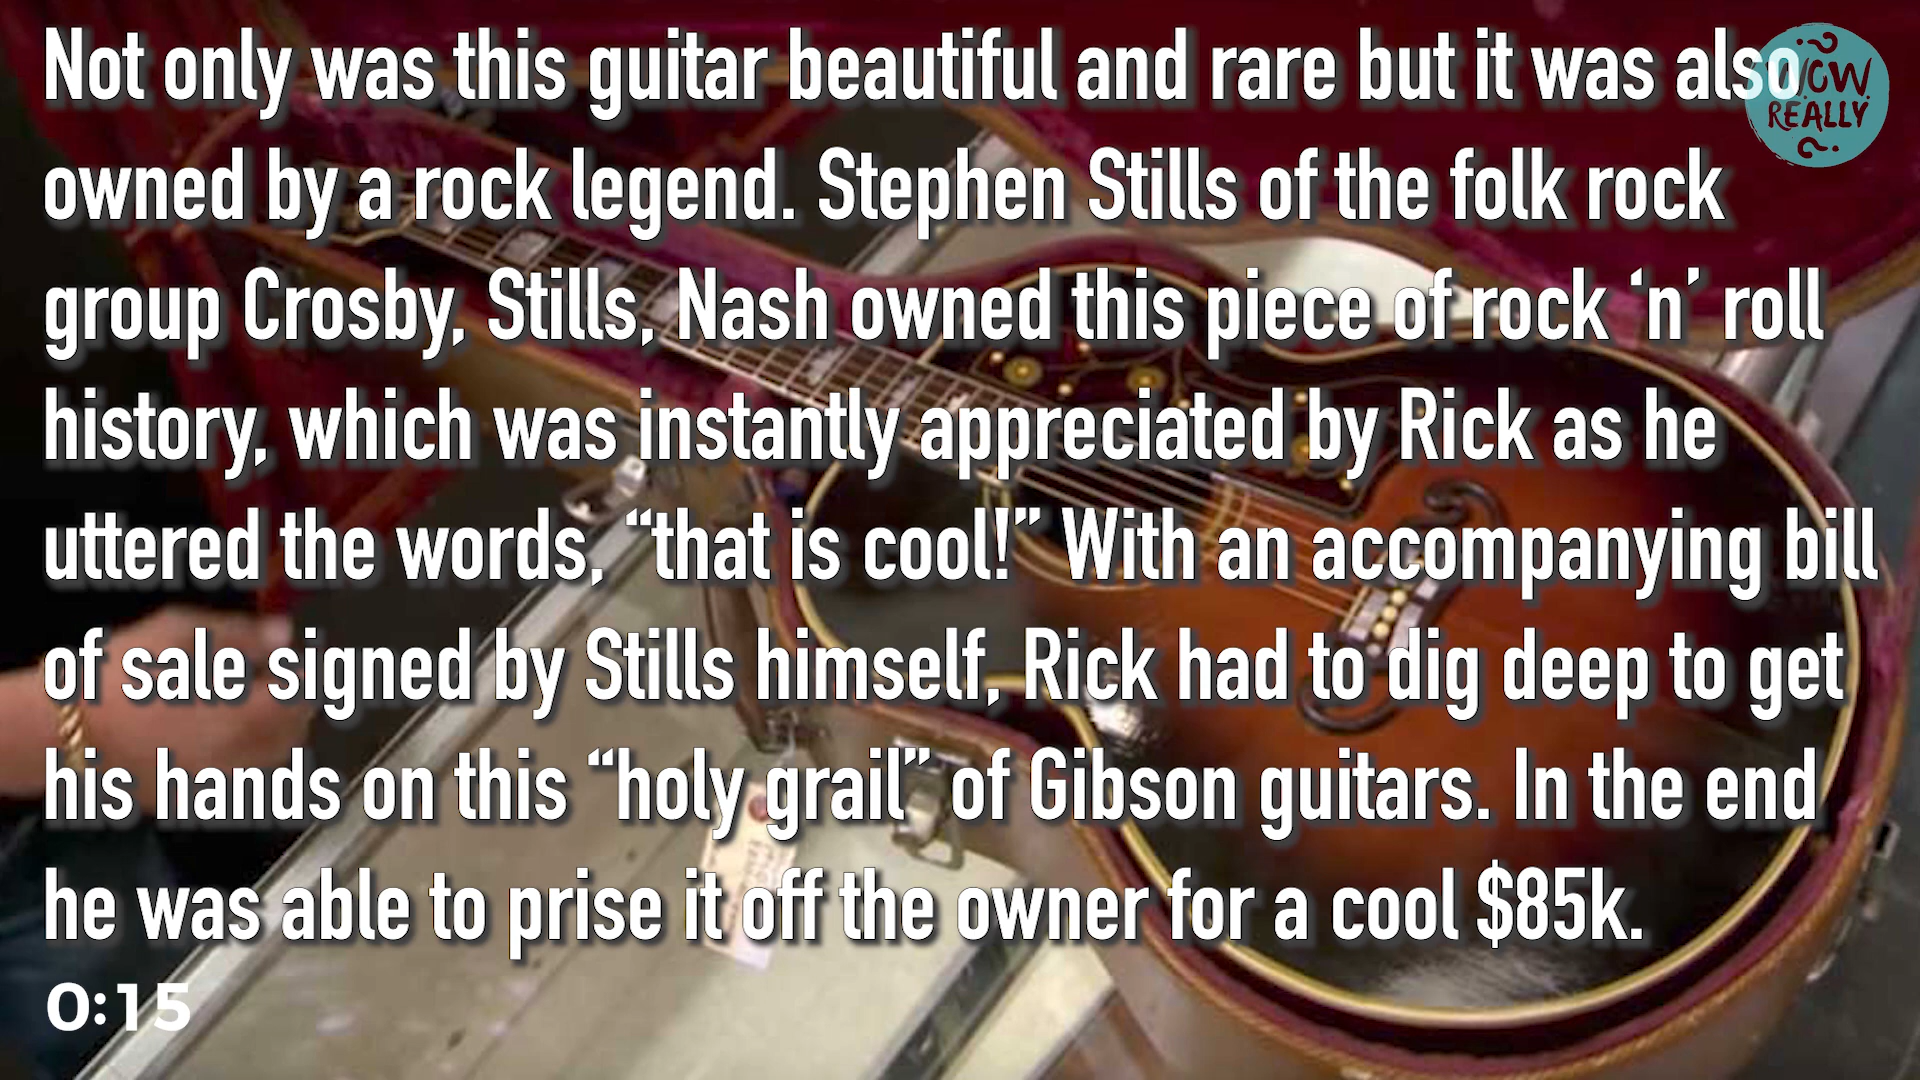 Not only was this guitar beautiful and rare but it was also
owned by a rock legend. Stephen Stills of the folk rock
group Crosby, Stills, Nash owned this piece of rock ‘n’ roll
history, which was instantly appreciated by Rick as he
uttered the words, “that is cool!” With an accompanying bill
of sale signed by Stills himself, Rick had to dig deep to get
his hands on this “holy grail” of Gibson guitars. In the end
he was able to prise it off the owner for a cool $85k.
0:15
WOW
REALLY